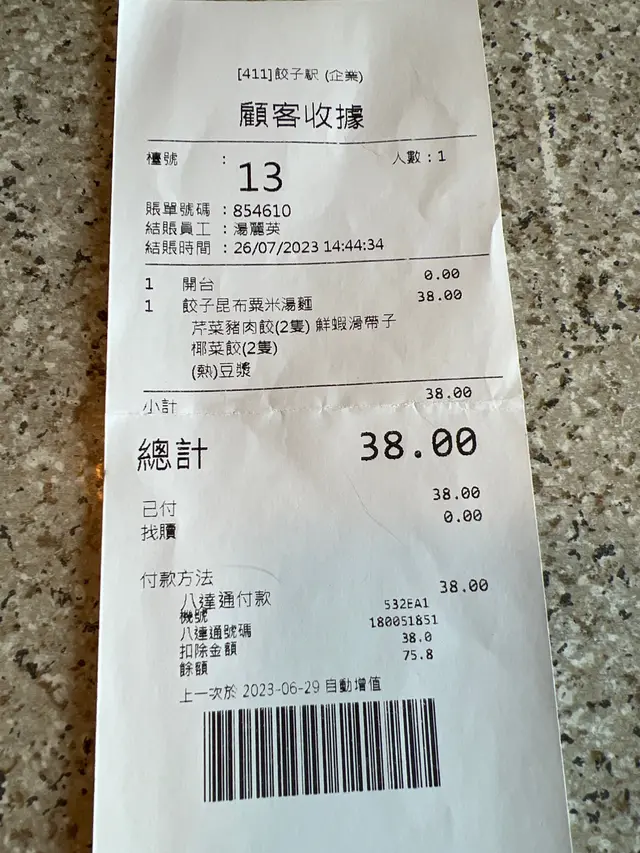 [411]餃子駅 (企業)
顧客收據
檯號 : 13 人數：1
賬單號碼 : 854610
結賬員工 : 湯麗英
結賬時間 : 26/07/2023 14:44:34
1 開台 0.00
1 餃子昆布粟米湯麵 38.00
芹菜豬肉餃(2隻) 鮮蝦滑帶子
椰菜餃(2隻)
(熱)豆漿
小計 38.00
總計 38.00
已付 38.00
找贖 0.00
付款方法
八達通付款 38.00
機號 532EA1
八達通號碼 180051851
扣除金額 38.0
餘額 75.8
上一次於 2023-06-29 自動增值